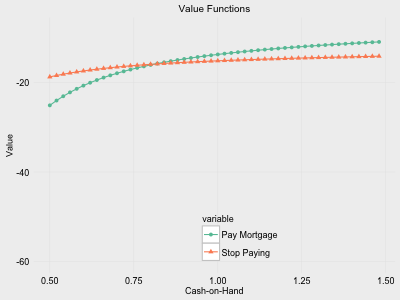 Value Functions
-20
-40
-60
Value
variable
Pay Mortgage
Stop Paying
0.50
0.75
1.00
1.25
1.50
Cash-on-Hand